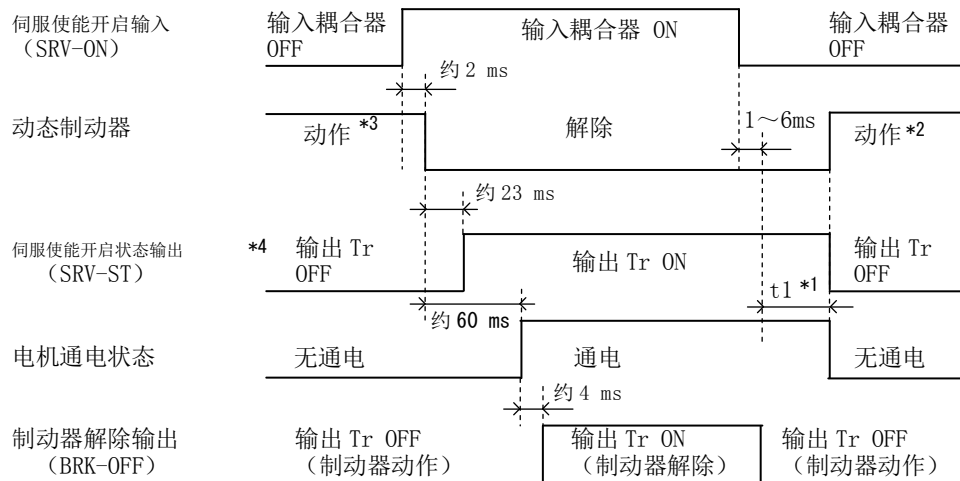 伺服使能开启输入
（SRV-ON）
输入耦合器
OFF
输入耦合器 ON
输入耦合器
OFF
约 2 ms
动态制动器
动作 *3
解除
1～6ms
动作 *2
约 23 ms
伺服使能开启状态输出
（SRV-ST）
*4
输出 Tr
OFF
输出 Tr ON
输出 Tr
OFF
t1 *1
约 60 ms
电机通电状态
无通电
通电
无通电
约 4 ms
制动器解除输出
（BRK-OFF）
输出 Tr OFF
（制动器动作）
输出 Tr ON
（制动器解除）
输出 Tr OFF
（制动器动作）